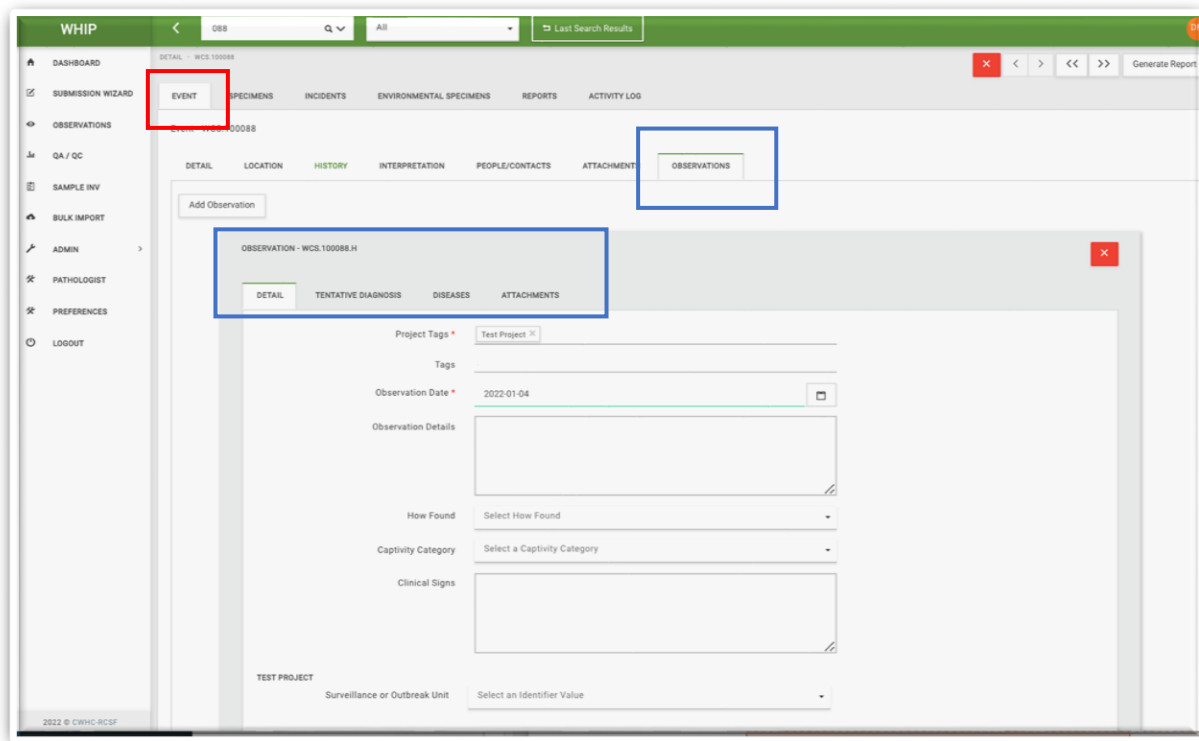 WHIP
088
All
Last Search Results
DASHBOARD
SUBMISSION WIZARD
OBSERVATIONS
QA / QC
SAMPLE INV
BULK IMPORT
ADMIN
PATHOLOGIST
PREFERENCES
LOGOUT
2022 © CWHC-RCSF
DETAIL - WCS.100088
× < > << >> Generate Report
EVENT SPECIMENS INCIDENTS ENVIRONMENTAL SPECIMENS REPORTS ACTIVITY LOG
Event - WCS.100088
DETAIL LOCATION HISTORY INTERPRETATION PEOPLE/CONTACTS ATTACHMENTS OBSERVATIONS
Add Observation
OBSERVATION - WCS.100088.H
DETAIL TENTATIVE DIAGNOSIS DISEASES ATTACHMENTS
Project Tags * Test Project ×
Tags
Observation Date * 2022-01-04
Observation Details
How Found Select How Found
Captivity Category Select a Captivity Category
Clinical Signs
TEST PROJECT
Surveillance or Outbreak Unit Select an Identifier Value